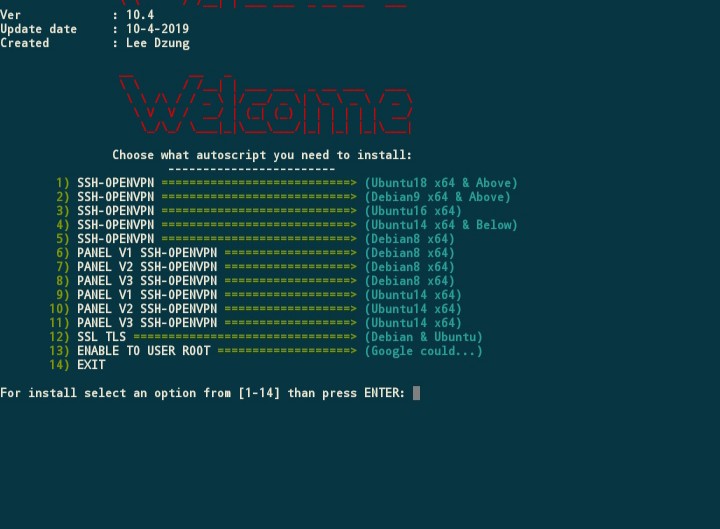 Ver : 10.4
Update date : 10-4-2019
Created : Lee Dzung
Welcome
Choose what autoscript you need to install:
------------------------
1) SSH-OPENVPN ===========================> (Ubuntu18 x64 & Above)
2) SSH-OPENVPN ===========================> (Debian9 x64 & Above)
3) SSH-OPENVPN ===========================> (Ubuntu16 x64)
4) SSH-OPENVPN ===========================> (Ubuntu14 x64 & Below)
5) SSH-OPENVPN ===========================> (Debian8 x64)
6) PANEL V1 SSH-OPENVPN ==================> (Debian8 x64)
7) PANEL V2 SSH-OPENVPN ==================> (Debian8 x64)
8) PANEL V3 SSH-OPENVPN ==================> (Debian8 x64)
9) PANEL V1 SSH-OPENVPN ==================> (Ubuntu14 x64)
10) PANEL V2 SSH-OPENVPN ==================> (Ubuntu14 x64)
11) PANEL V3 SSH-OPENVPN ==================> (Ubuntu14 x64)
12) SSL TLS ===============================> (Debian & Ubuntu)
13) ENABLE TO USER ROOT ===================> (Google could...)
14) EXIT
For install select an option from [1-14] than press ENTER: